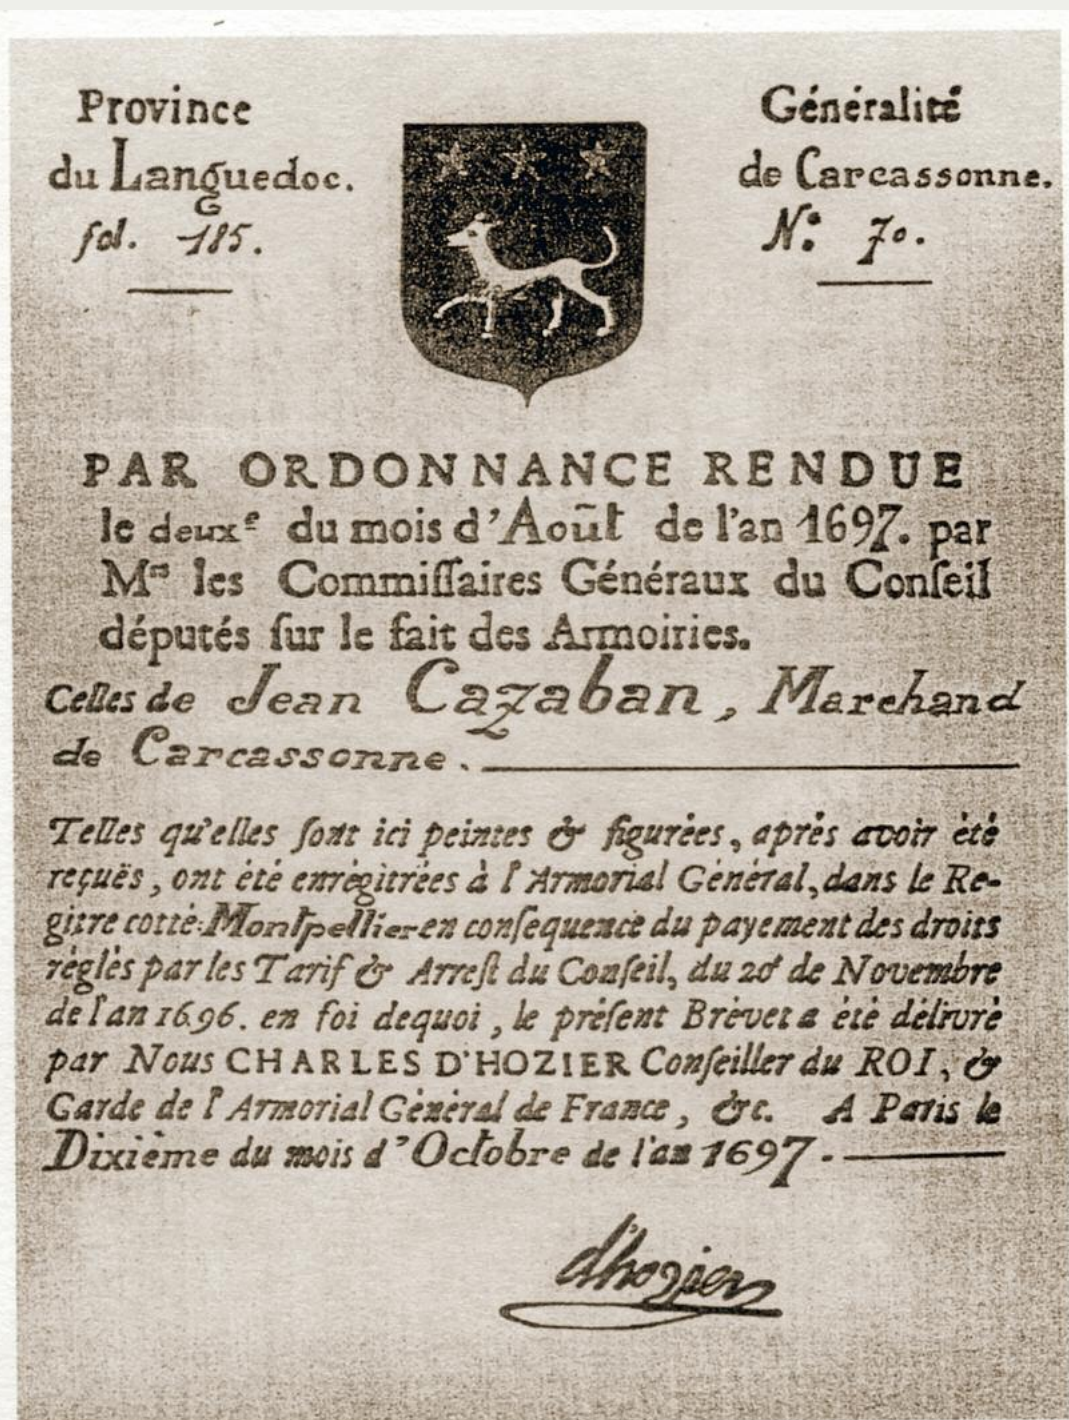 Province
du Languedoc.
G
fol. 185.
Généralité
de Carcassonne.
N.º 70.
PAR ORDONNANCE RENDUE
le deuxᵉ du mois d'Août de l'an 1697. par
Mʳˢ les Commiſſaires Généraux du Conſeil
députés ſur le fait des Armoiries.
Celles de Jean Cazaban, Marchand
de Carcassonne.
Telles qu'elles ſont ici peintes & figurées, après avoir été
reçuës, ont été enrégitrées à l'Armorial Général, dans le Re-
gitre cotté: Montpellier en conſequence du payement des droits
règlés par les Tarif & Arreſt du Conſeil, du 20ᵉ de Novembre
de l'an 1696. en foi dequoi, le préſent Brevet a été délivré
par Nous CHARLES D'HOZIER Conſeiller du ROI, &
Garde de l'Armorial Général de France, &c. A Paris le
Dixième du mois d'Octobre de l'an 1697.
d'hozier